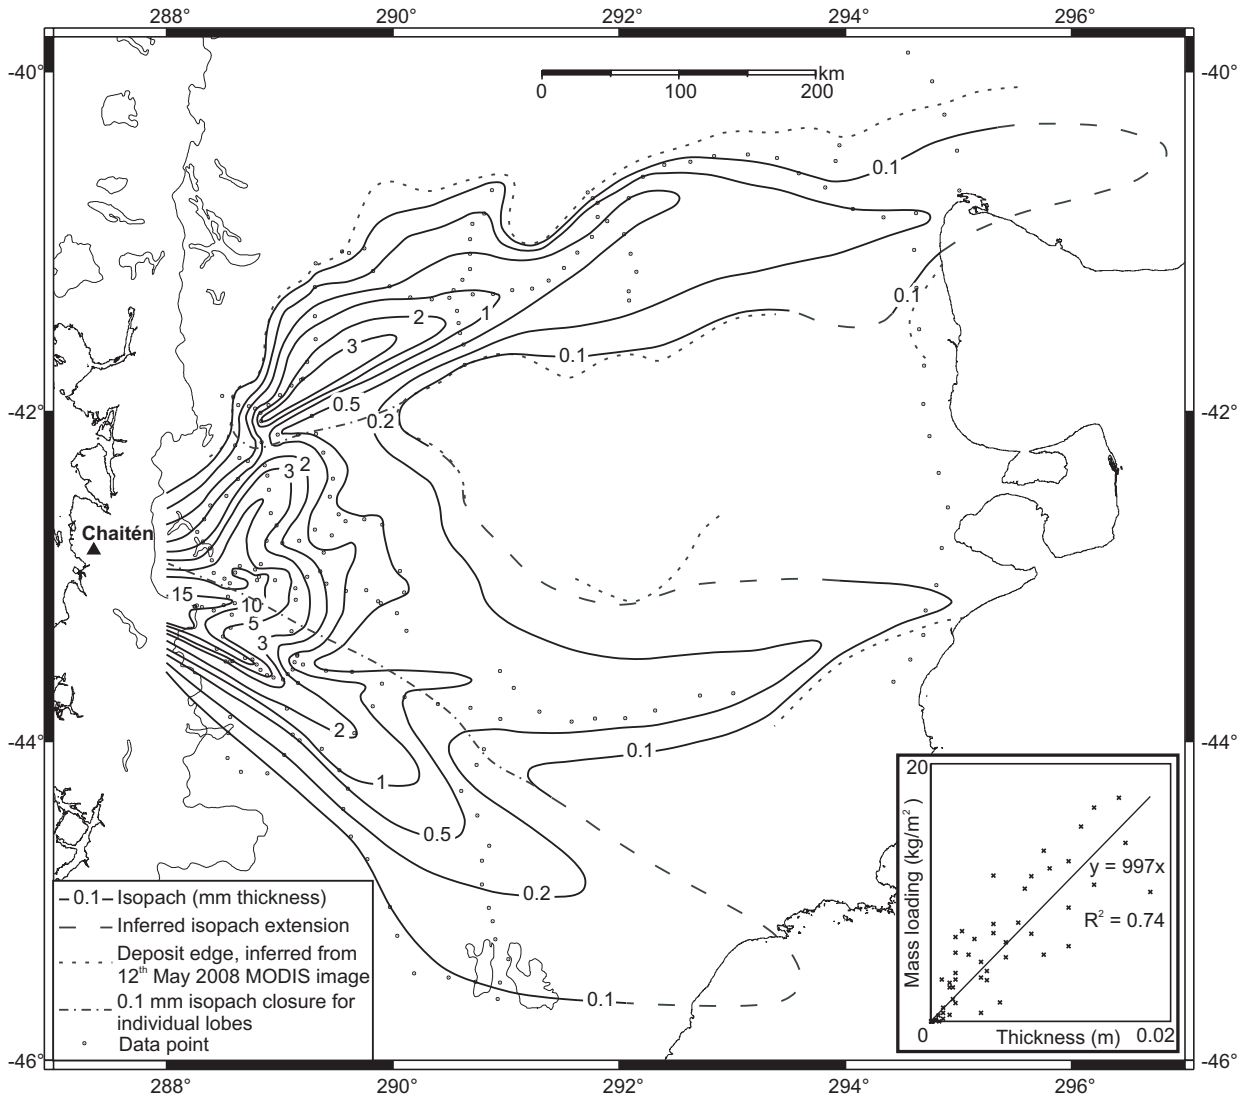 288° 290° 292° 294° 296°
-40° -40°
km
0 100 200
0.1
0.1
1
2
3
0.1
0.5
0.2
-42° -42°
3 2
Chaitén
15
10
5
3
2
0.1
1
0.5
0.2
0.1
-44° -44°
20
Mass loading (kg/m²)
y = 997x
R² = 0.74
0 Thickness (m) 0.02
0.1 Isopach (mm thickness)
Inferred isopach extension
Deposit edge, inferred from
12th May 2008 MODIS image
0.1 mm isopach closure for
individual lobes
Data point
-46° -46°
288° 290° 292° 294° 296°